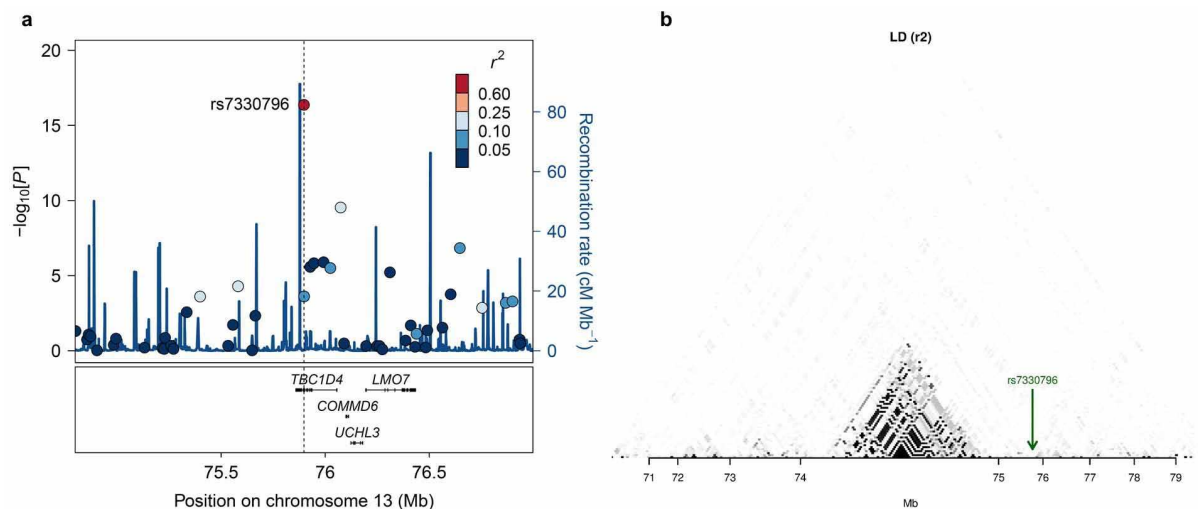 a
20
15
10
5
0
−log10[P]
rs7330796
r2
0.60
0.25
0.10
0.05
80
60
40
20
0
Recombination rate (cM Mb−1)
TBC1D4
LMO7
COMMD6
UCHL3
75.5 76 76.5
Position on chromosome 13 (Mb)
b
LD (r2)
rs7330796
71 72 73 74 75 76 77 78 79
Mb